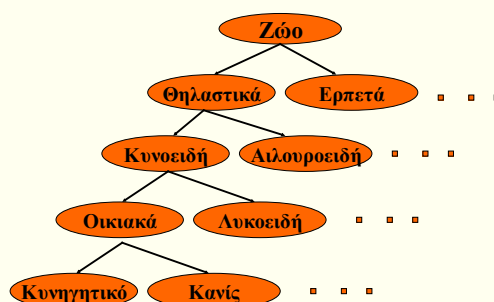 Ζώο
Θηλαστικά Ερπετά
Κυνοειδή Αιλουροειδή
Οικιακά Λυκοειδή
Κυνηγητικό Κανίς